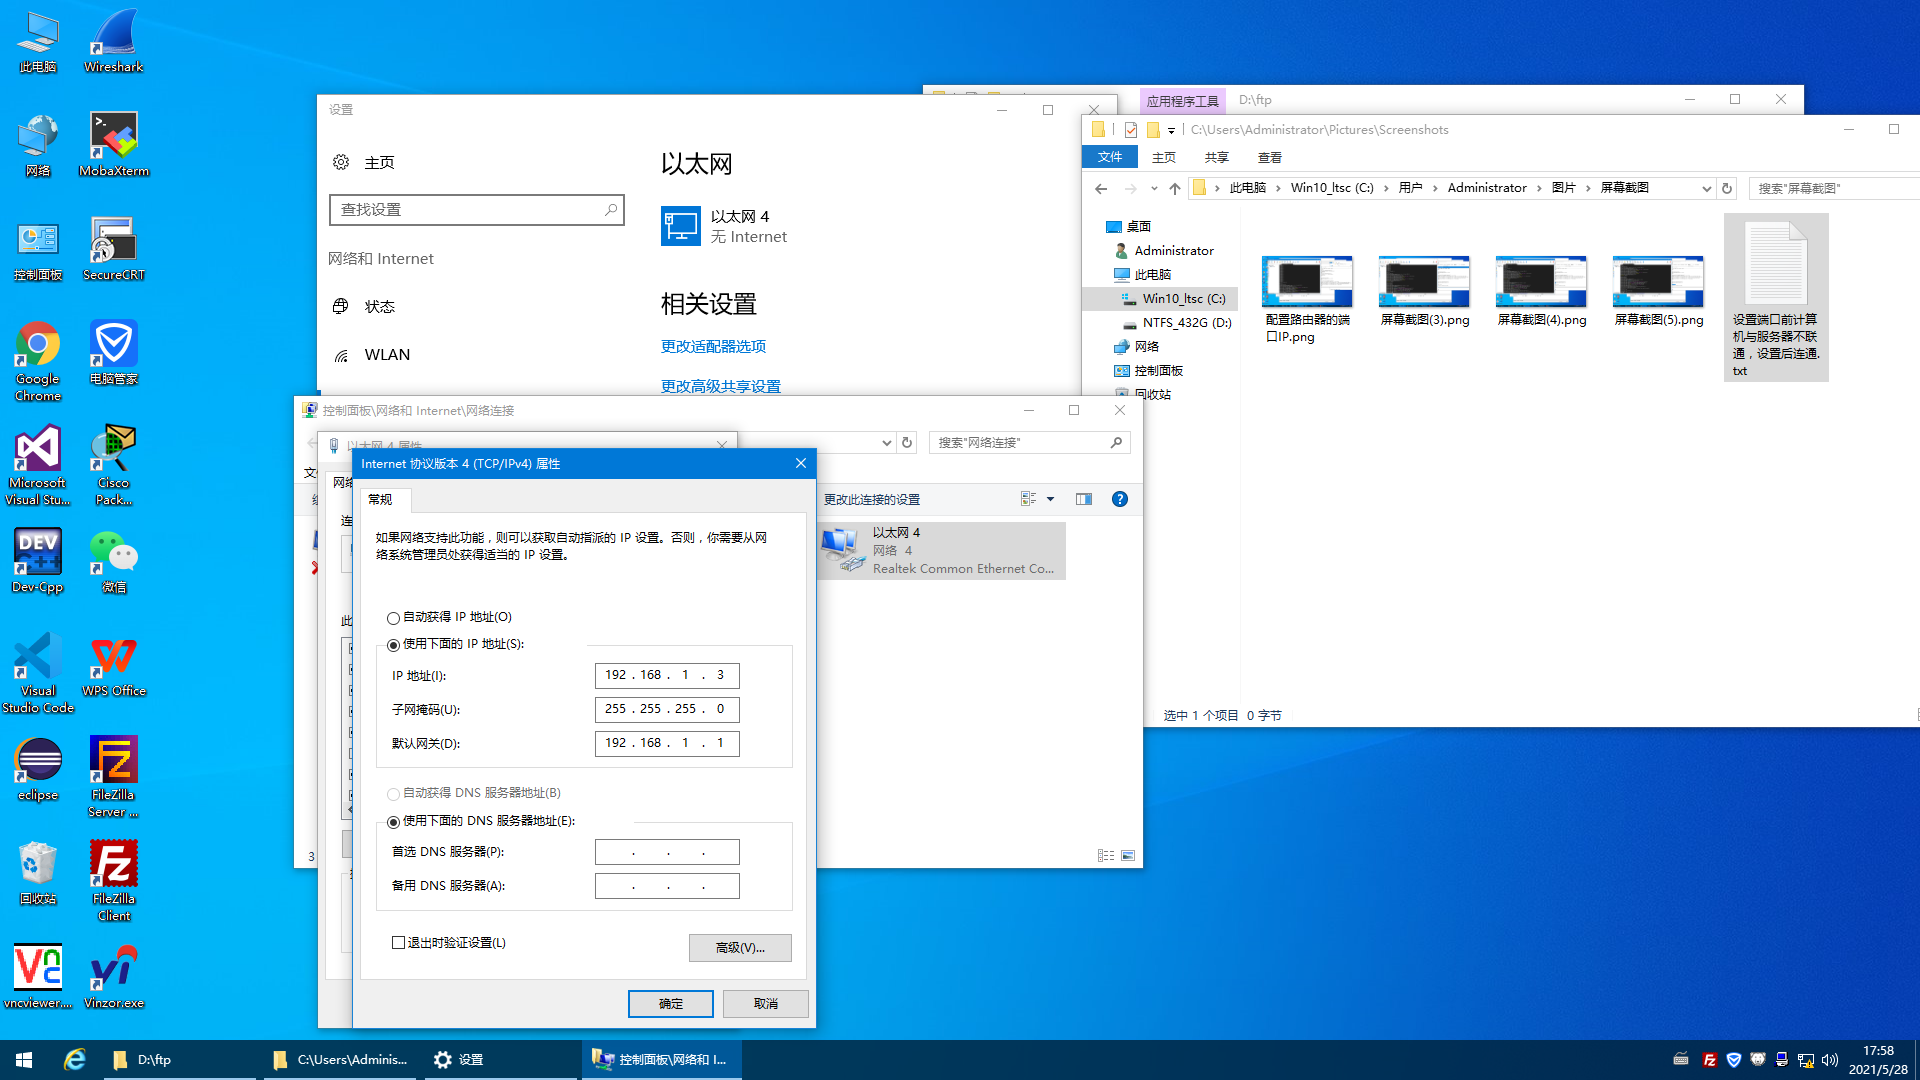 此电脑
Wireshark
网络
MobaXterm
控制面板
SecureCRT
Google
Chrome
电脑管家
Microsoft
Visual Stu...
Cisco
Pack...
Dev-Cpp
微信
Visual
Studio Code
WPS Office
eclipse
FileZilla
Server ...
回收站
FileZilla
Client
vncviewer....
Vinzor.exe
设置
主页
查找设置
网络和 Internet
状态
WLAN
以太网
以太网 4
无 Internet
相关设置
更改适配器选项
更改高级共享设置
应用程序工具
D:\ftp
C:\Users\Administrator\Pictures\Screenshots
文件
主页
共享
查看
此电脑 › Win10_ltsc (C:) › 用户 › Administrator › 图片 › 屏幕截图
搜索"屏幕截图"
桌面
Administrator
此电脑
Win10_ltsc (C:)
NTFS_432G (D:)
网络
控制面板
回收站
配置路由器的端
口IP.png
屏幕截图(3).png
屏幕截图(4).png
屏幕截图(5).png
设置端口前计算
机与服务器不联
通，设置后连通.
txt
选中 1 个项目 0 字节
控制面板\网络和 Internet\网络连接
搜索"网络连接"
更改此连接的设置
以太网 4
网络 4
Realtek Common Ethernet Co...
3
以太网 4 属性
网络
Internet 协议版本 4 (TCP/IPv4) 属性
常规
如果网络支持此功能，则可以获取自动指派的 IP 设置。否则，你需要从网
络系统管理员处获得适当的 IP 设置。
自动获得 IP 地址(O)
使用下面的 IP 地址(S):
IP 地址(I):
192 . 168 . 1 . 3
子网掩码(U):
255 . 255 . 255 . 0
默认网关(D):
192 . 168 . 1 . 1
自动获得 DNS 服务器地址(B)
使用下面的 DNS 服务器地址(E):
首选 DNS 服务器(P):
. . .
备用 DNS 服务器(A):
. . .
退出时验证设置(L)
高级(V)...
确定
取消
D:\ftp
C:\Users\Adminis...
设置
控制面板\网络和 I...
17:58
2021/5/28